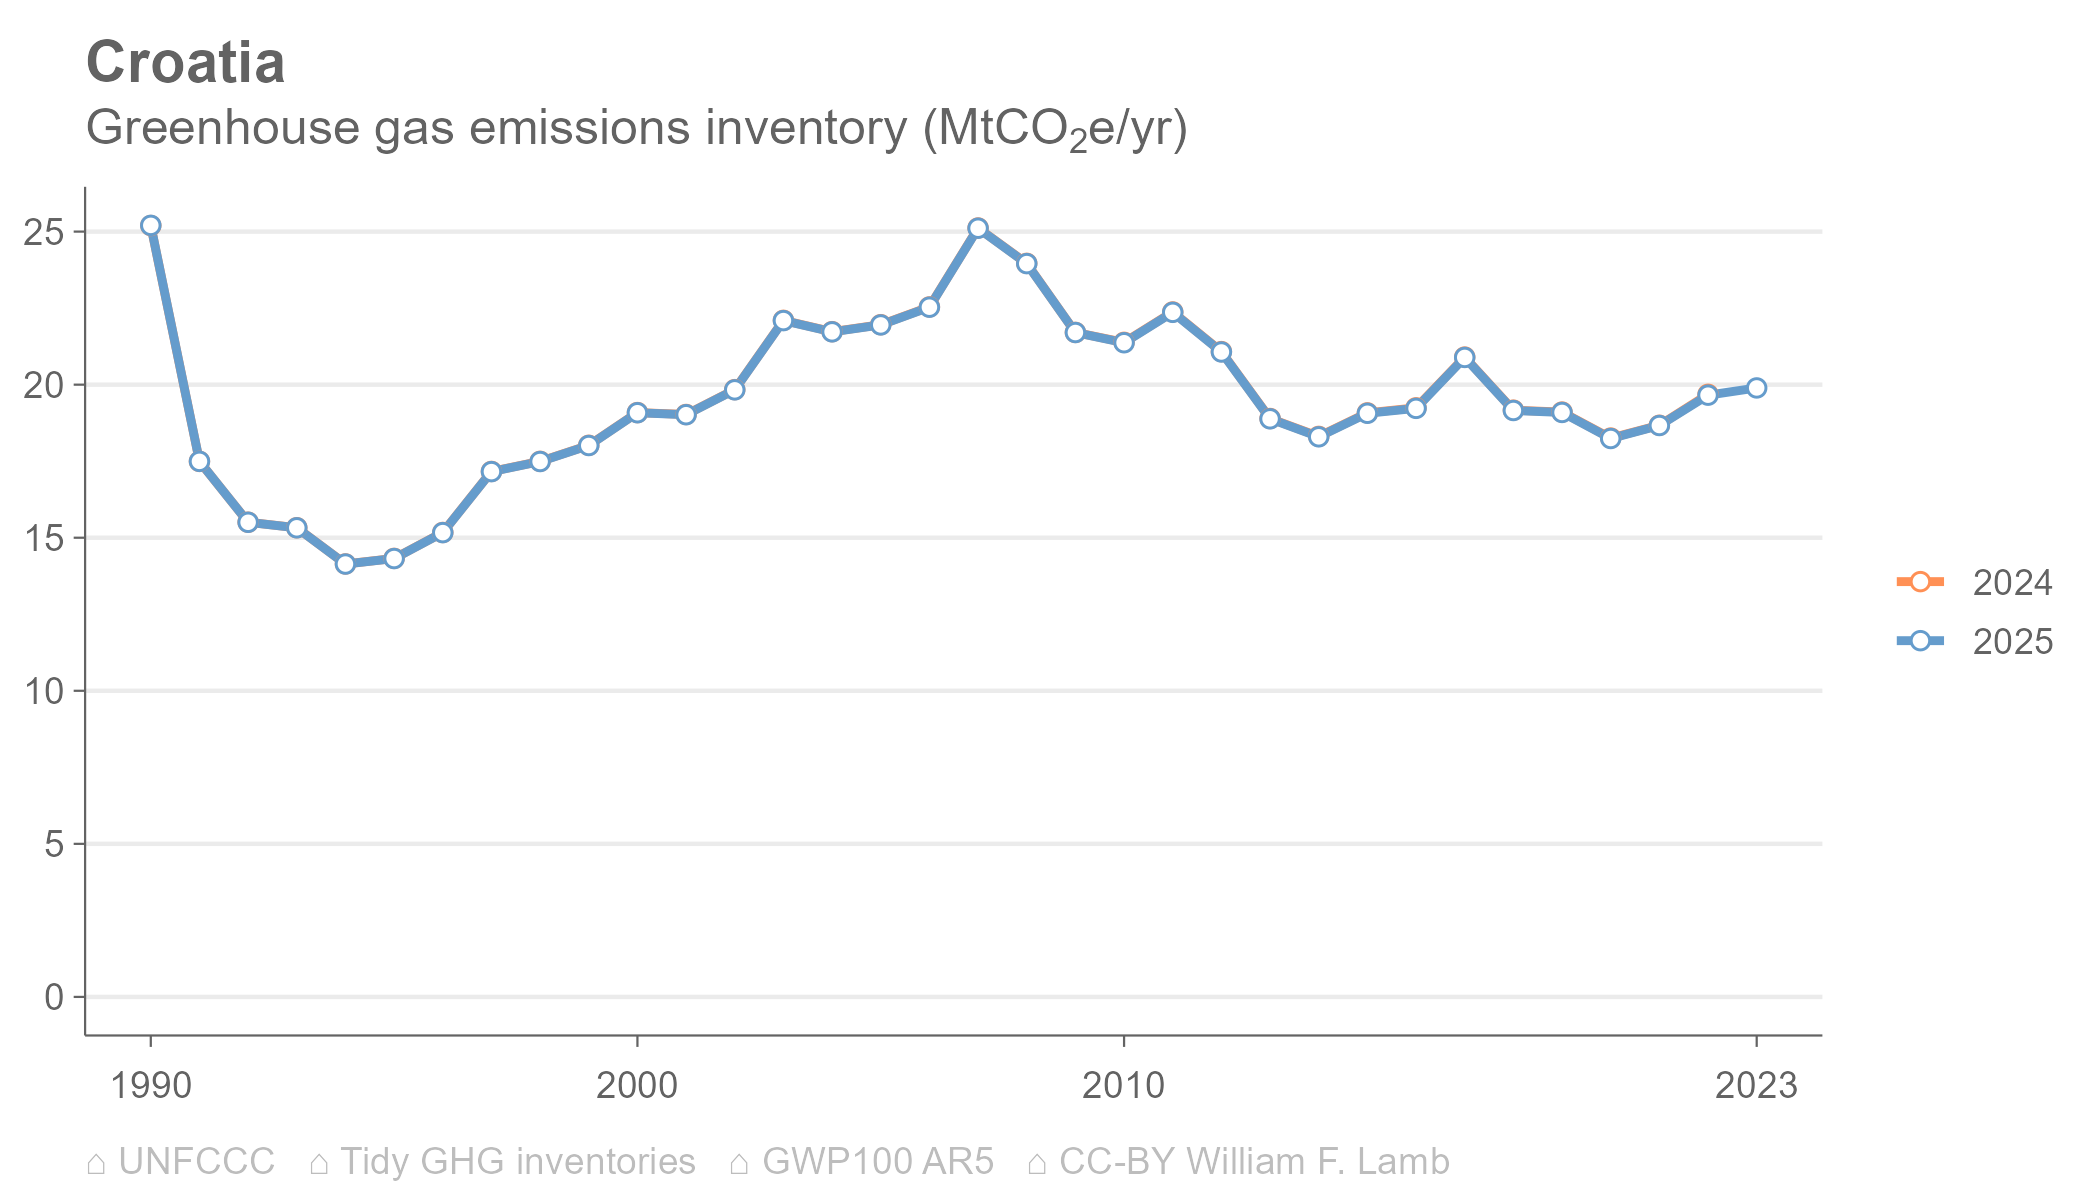 Croatia
Greenhouse gas emissions inventory (MtCO₂e/yr)
25
20
15
10
5
0
1990 2000 2010 2023
2024
2025
⌂ UNFCCC ⌂ Tidy GHG inventories ⌂ GWP100 AR5 ⌂ CC-BY William F. Lamb